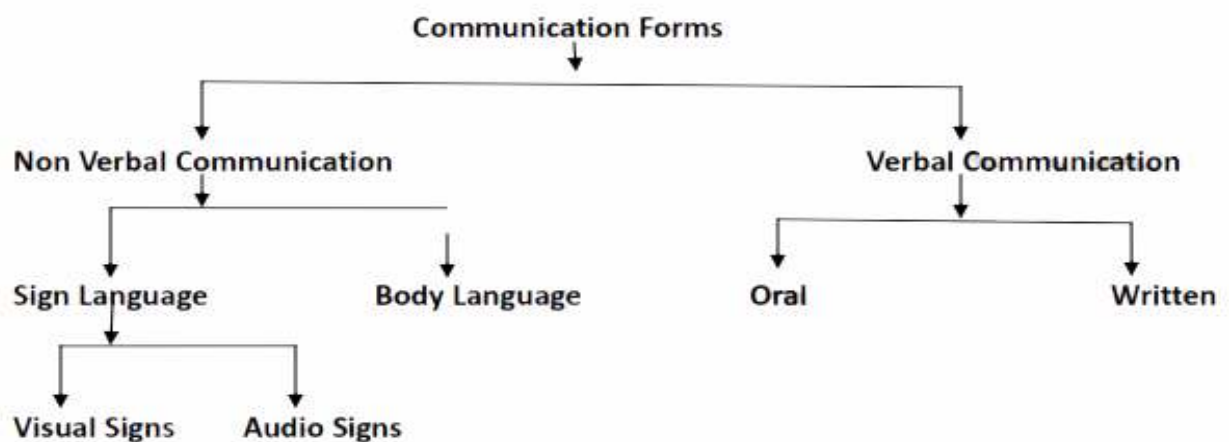 Communication Forms
Non Verbal Communication Verbal Communication
Sign Language Body Language Oral Written
Visual Signs Audio Signs